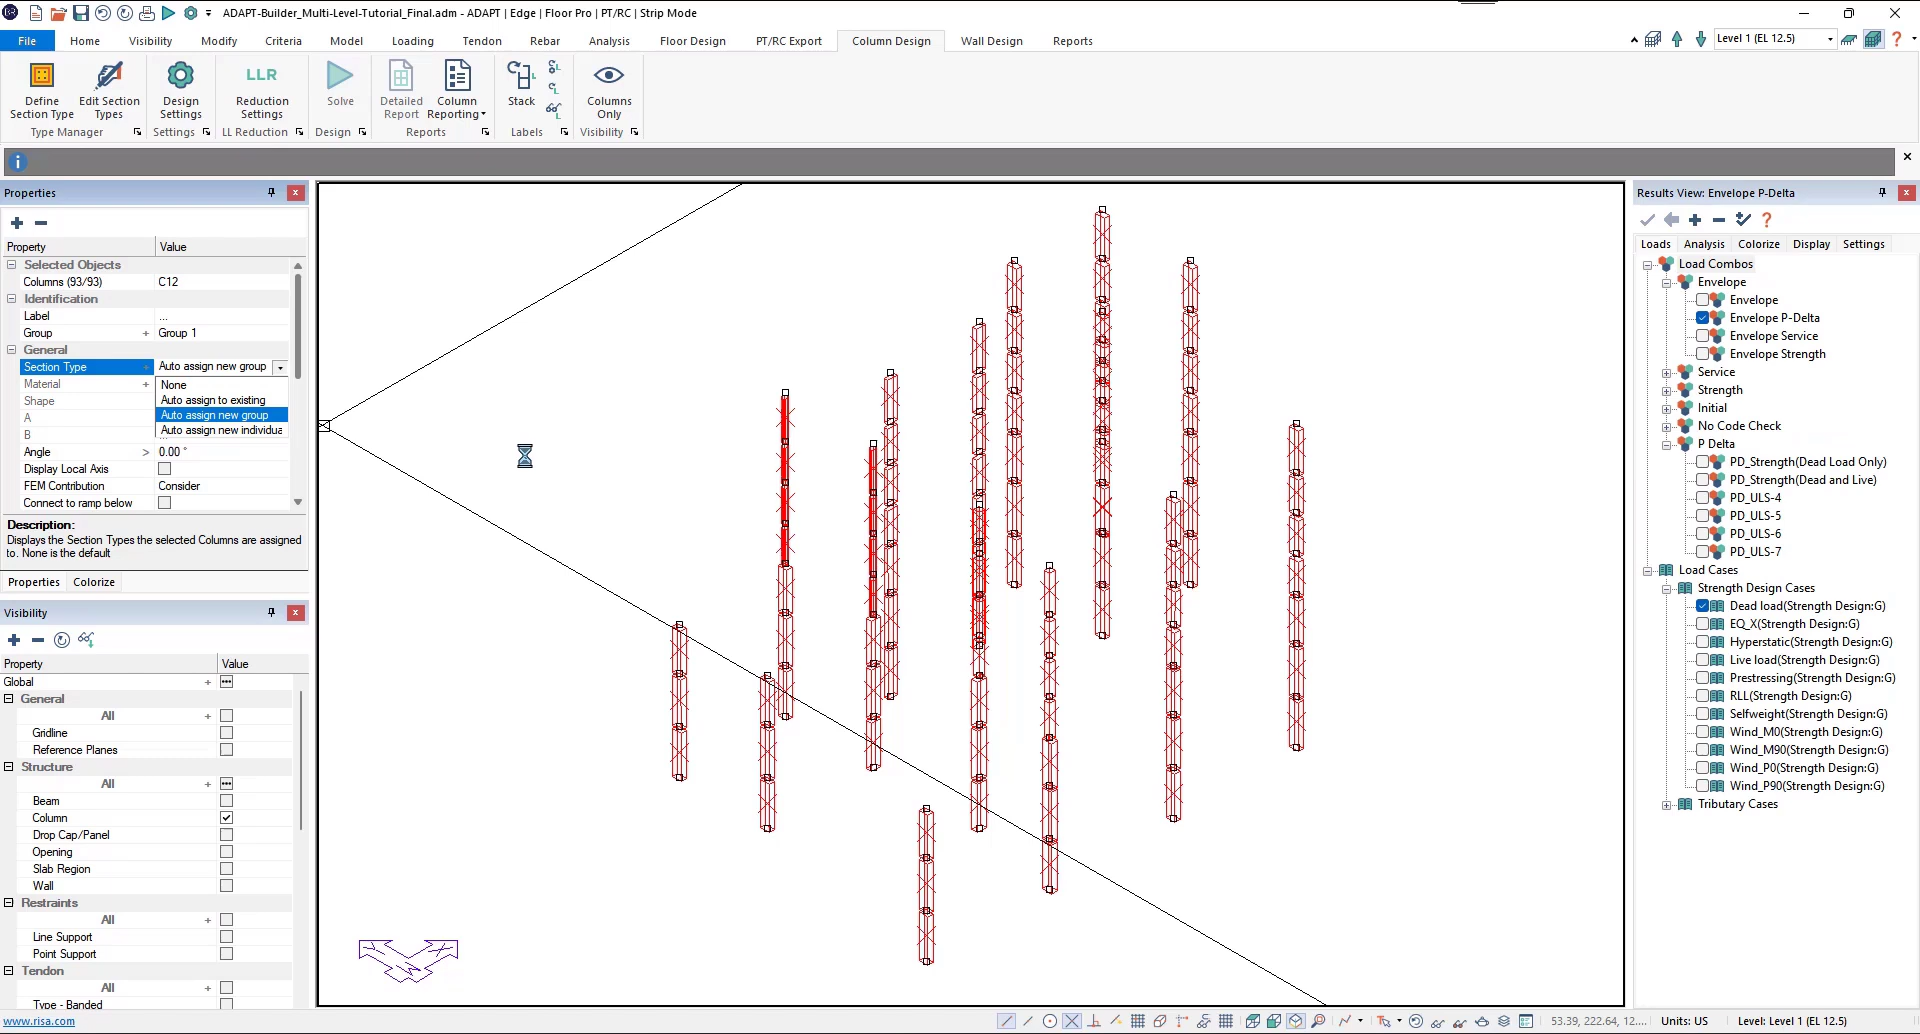 ADAPT-Builder_Multi-Level-Tutorial_Final.adm - ADAPT | Edge | Floor Pro | PT/RC | Strip Mode
File Home Visibility Modify Criteria Model Loading Tendon Rebar Analysis Floor Design PT/RC Export Column Design Wall Design Reports Level 1 (EL 12.5)
Define Section Type
Edit Section Types
Design Settings
LLR
Reduction Settings
Solve
Detailed Report
Column Reporting
Stack
Columns Only
Type Manager Settings LL Reduction Design Reports Labels Visibility
Properties
Property Value
Selected Objects
Columns (93/93) C12
Identification
Label ...
Group + Group 1
General
Section Type + Auto assign new group
Material +
Shape
A
B
None
Auto assign to existing
Auto assign new group
Auto assign new individua
Angle > 0.00 °
Display Local Axis
FEM Contribution Consider
Connect to ramp below
Description:
Displays the Section Types the selected Columns are assigned
to. None is the default
Properties Colorize
Visibility
Property Value
Global +
General
All +
Gridline
Reference Planes
Structure
All +
Beam
Column
Drop Cap/Panel
Opening
Slab Region
Wall
Restraints
All +
Line Support
Point Support
Tendon
All +
Type - Banded
Results View: Envelope P-Delta
Loads Analysis Colorize Display Settings
Load Combos
Envelope
Envelope
Envelope P-Delta
Envelope Service
Envelope Strength
Service
Strength
Initial
No Code Check
P Delta
PD_Strength(Dead Load Only)
PD_Strength(Dead and Live)
PD_ULS-4
PD_ULS-5
PD_ULS-6
PD_ULS-7
Load Cases
Strength Design Cases
Dead load(Strength Design:G)
EQ_X(Strength Design:G)
Hyperstatic(Strength Design:G)
Live load(Strength Design:G)
Prestressing(Strength Design:G)
RLL(Strength Design:G)
Selfweight(Strength Design:G)
Wind_M0(Strength Design:G)
Wind_M90(Strength Design:G)
Wind_P0(Strength Design:G)
Wind_P90(Strength Design:G)
Tributary Cases
www.risa.com
53.39, 222.64, 12.... Units: US Level: Level 1 (EL 12.5)